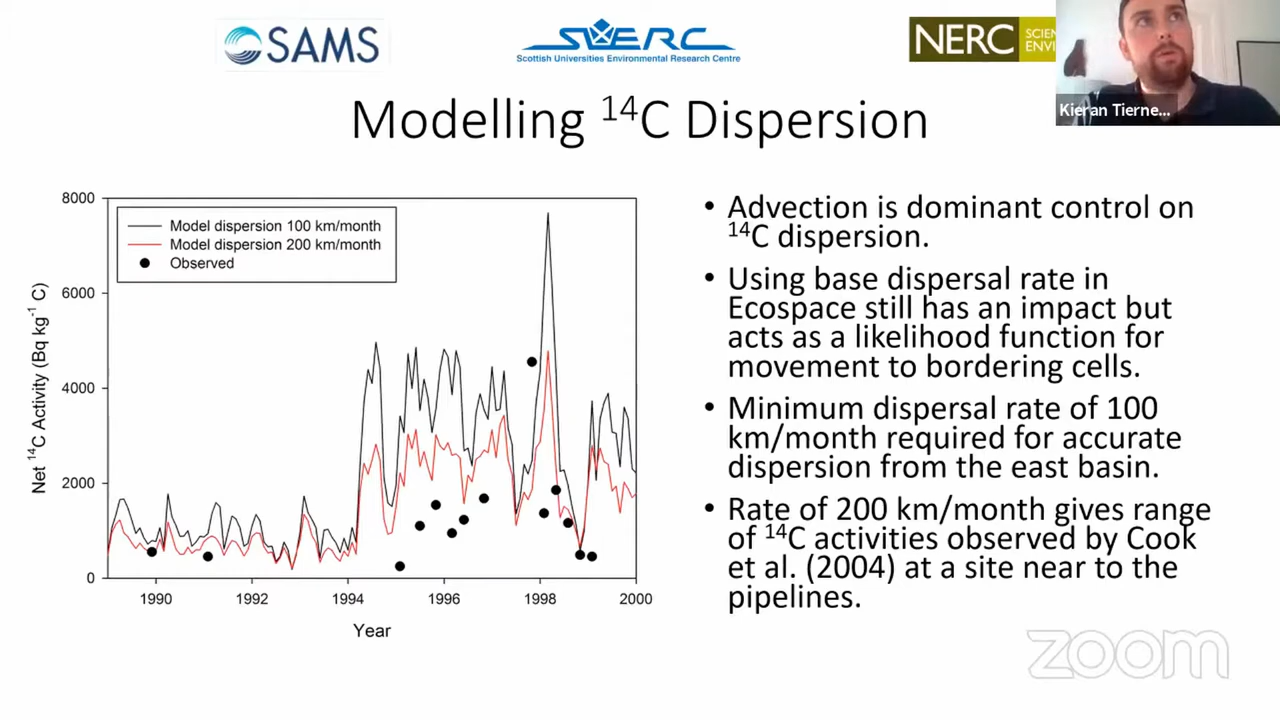 SAMS
SUERC
Scottish Universities Environmental Research Centre
NERC
SCIEN
ENVI
Kieran Tierne...
Modelling ¹⁴C Dispersion
8000
6000
4000
2000
0
Net ¹⁴C Activity (Bq kg⁻¹ C)
Model dispersion 100 km/month
Model dispersion 200 km/month
Observed
1990 1992 1994 1996 1998 2000
Year
• Advection is dominant control on
¹⁴C dispersion.
• Using base dispersal rate in
Ecospace still has an impact but
acts as a likelihood function for
movement to bordering cells.
• Minimum dispersal rate of 100
km/month required for accurate
dispersion from the east basin.
• Rate of 200 km/month gives range
of ¹⁴C activities observed by Cook
et al. (2004) at a site near to the
pipelines.
zoom